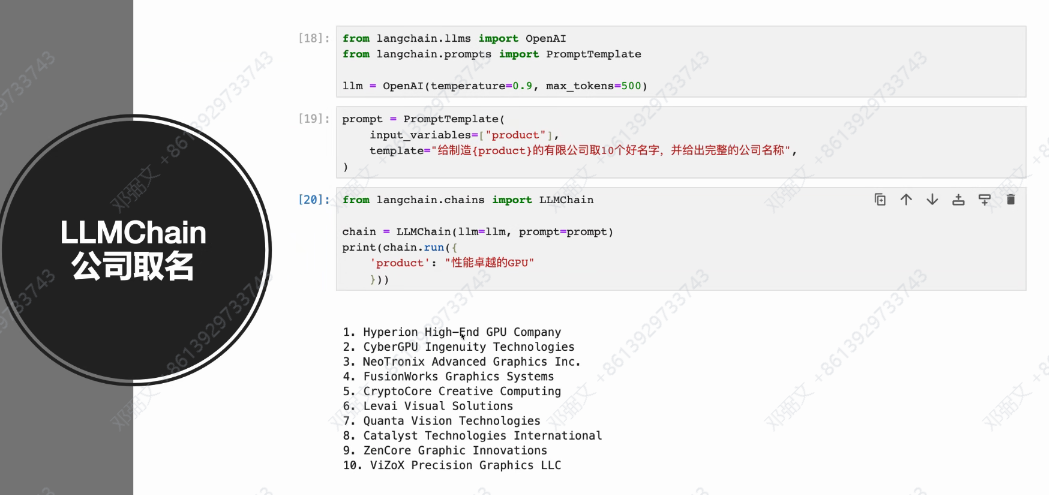 LLMChain
公司取名
[18]:
from langchain.llms import OpenAI
from langchain.prompts import PromptTemplate
llm = OpenAI(temperature=0.9, max_tokens=500)
[19]:
prompt = PromptTemplate(
    input_variables=["product"],
    template="给制造{product}的有限公司取10个好名字，并给出完整的公司名称",
)
[20]:
from langchain.chains import LLMChain
chain = LLMChain(llm=llm, prompt=prompt)
print(chain.run({
    'product': "性能卓越的GPU"
    }))
1. Hyperion High-End GPU Company
2. CyberGPU Ingenuity Technologies
3. NeoTronix Advanced Graphics Inc.
4. FusionWorks Graphics Systems
5. CryptoCore Creative Computing
6. Levai Visual Solutions
7. Quanta Vision Technologies
8. Catalyst Technologies International
9. ZenCore Graphic Innovations
10. ViZoX Precision Graphics LLC
邓弼文 +8613929733743